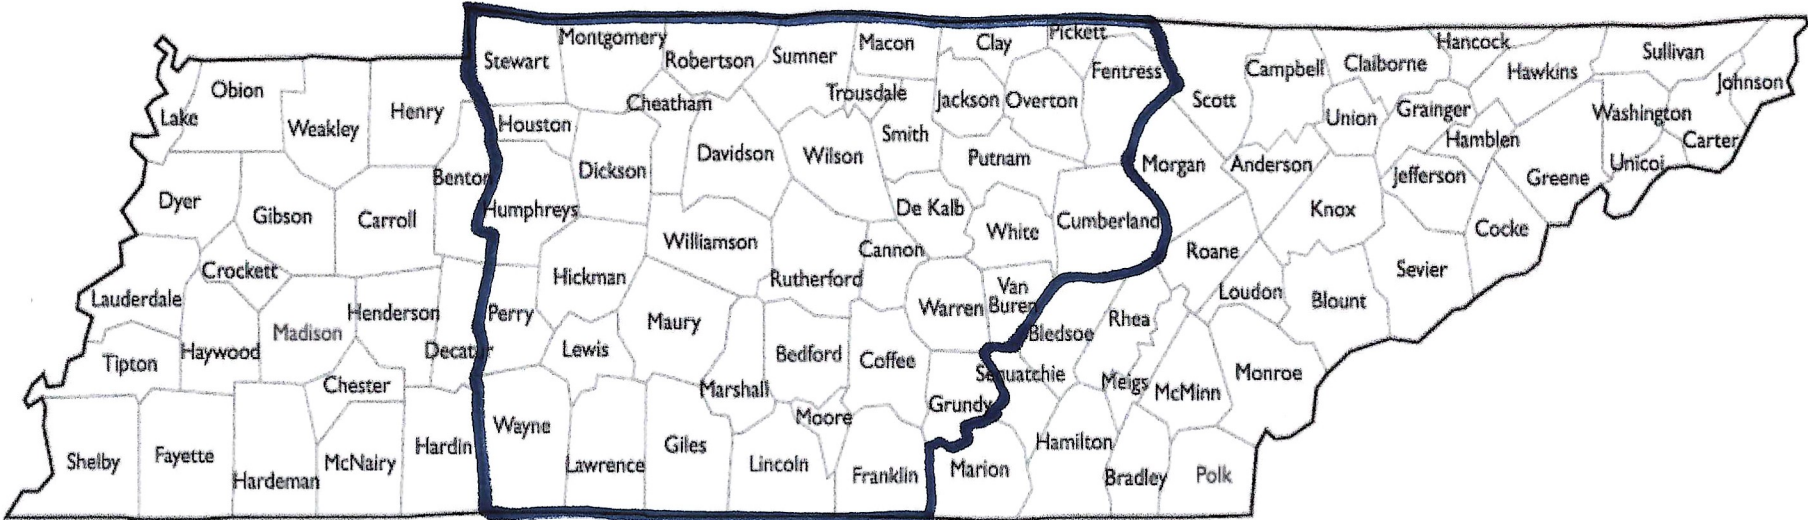 Stewart
Montgomery
Robertson
Sumner
Macon
Clay
Pickett
Fentress
Scott
Campbell
Claiborne
Hancock
Hawkins
Sullivan
Johnson
Lake
Obion
Weakley
Henry
Houston
Cheatham
Trousdale
Jackson
Overton
Union
Grainger
Hamblen
Washington
Carter
Unicoi
Benton
Dickson
Davidson
Wilson
Smith
Putnam
Morgan
Anderson
Jefferson
Greene
Dyer
Gibson
Carroll
Humphreys
Williamson
De Kalb
White
Cumberland
Knox
Cocke
Crockett
Hickman
Rutherford
Cannon
Roane
Sevier
Lauderdale
Haywood
Madison
Henderson
Decatur
Perry
Lewis
Maury
Bedford
Coffee
Warren
Van
Buren
Bledsoe
Rhea
Loudon
Blount
Tipton
Chester
Marshall
Moore
Grundy
Sequatchie
Meigs
McMinn
Monroe
Shelby
Fayette
Hardeman
McNairy
Hardin
Wayne
Lawrence
Giles
Lincoln
Franklin
Marion
Hamilton
Bradley
Polk